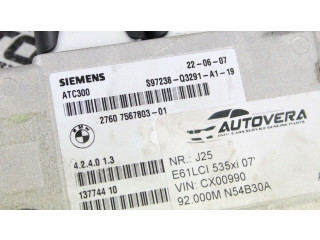 22-06-07
SIEMENS S97238-Q3291-A1-19
ATC300
2760 7567803-01
AUTOVERA
4.2.4.0 1.3
137744 10
NR.: J25
E61LCI 535xi 07'
VIN: CX00990
92.000M N54B30A